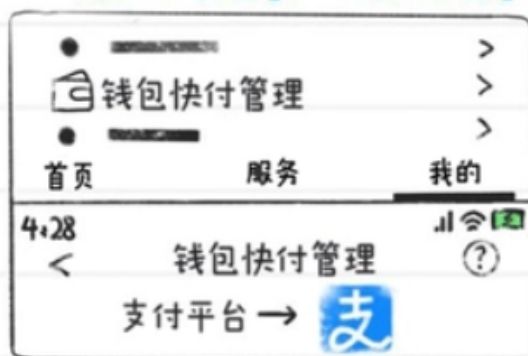 钱包快付管理
首页 服务 我的
4:28
< 钱包快付管理 ?
支付平台→ 支